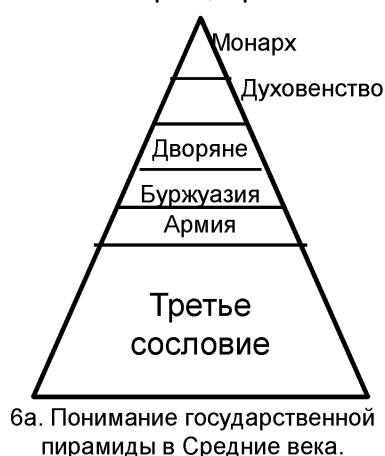 Монарх
Духовенство
Дворяне
Буржуазия
Армия
Третье
сословие
6а. Понимание государственной
пирамиды в Средние века.